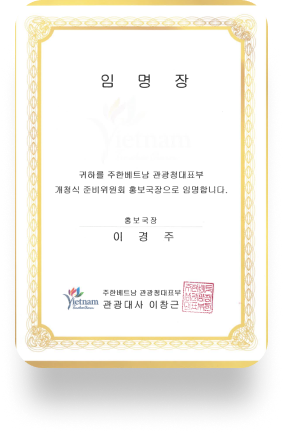 임 명 장
귀하를 주한베트남 관광청대표부
개청식 준비위원회 홍보국장으로 임명합니다.
홍보국장
이 경 주
Vietnam
주한베트남 관광청대표부
관광대사 이창근